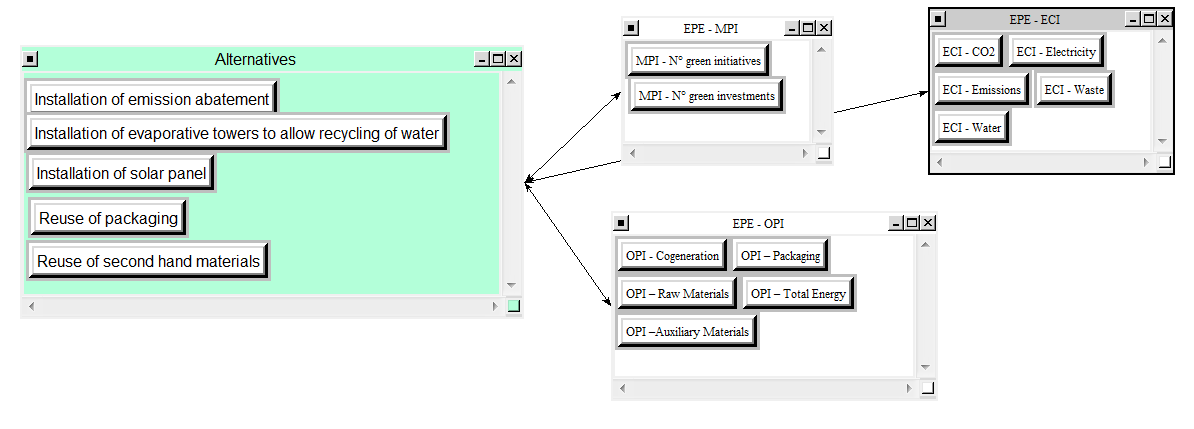 Alternatives
Installation of emission abatement
Installation of evaporative towers to allow recycling of water
Installation of solar panel
Reuse of packaging
Reuse of second hand materials
EPE - MPI
MPI - N° green initiatives
MPI - N° green investments
EPE - ECI
ECI - CO2
ECI - Electricity
ECI - Emissions
ECI - Waste
ECI - Water
EPE - OPI
OPI - Cogeneration
OPI – Packaging
OPI – Raw Materials
OPI – Total Energy
OPI –Auxiliary Materials